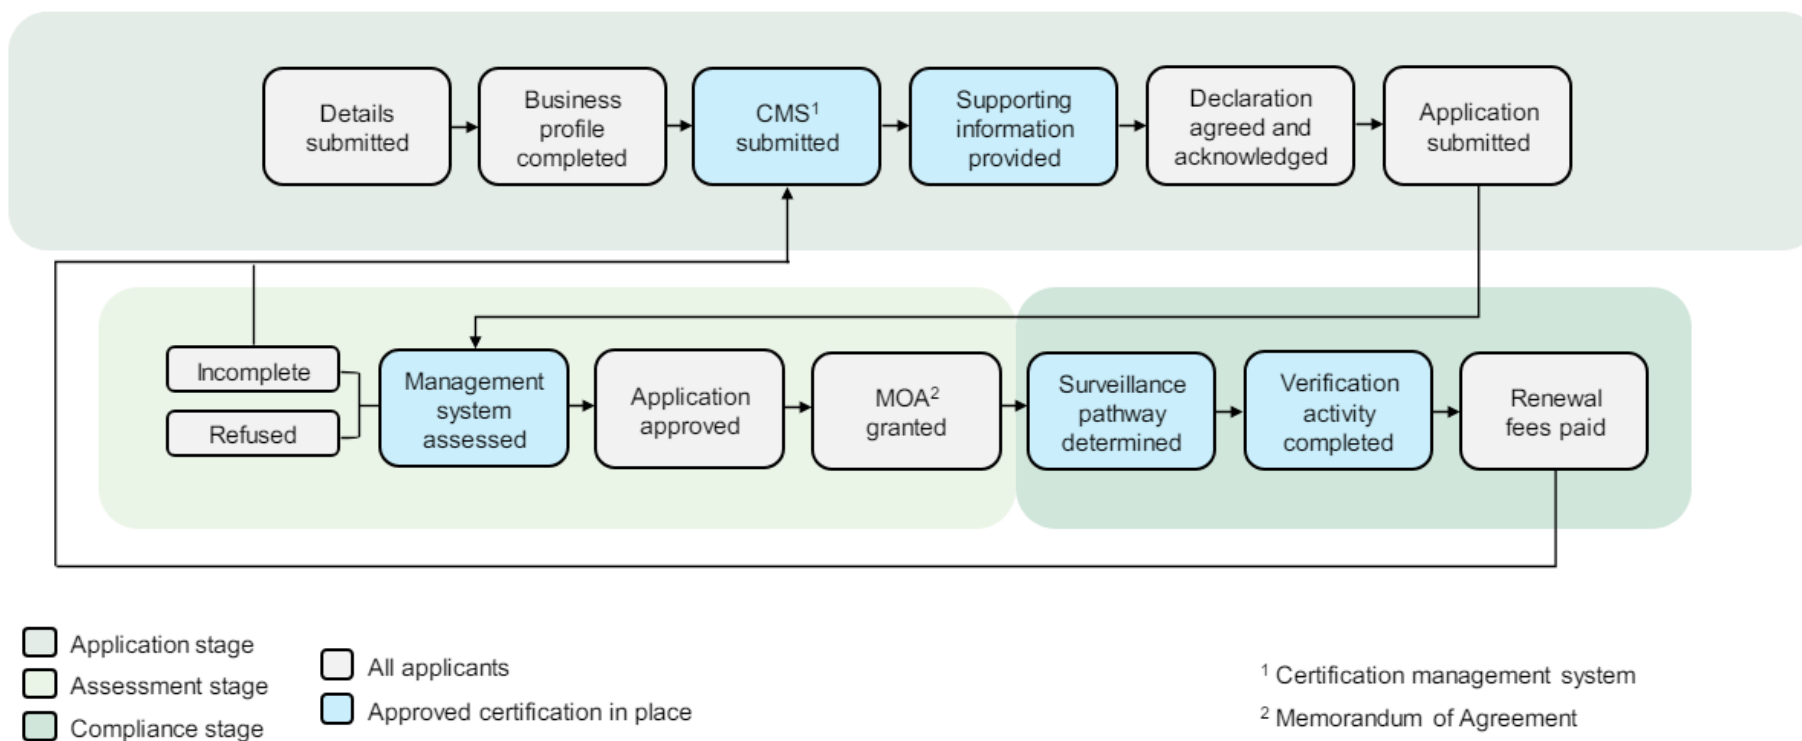 Details
submitted
Business
profile
completed
CMS¹
submitted
Supporting
information
provided
Declaration
agreed and
acknowledged
Application
submitted
Incomplete
Refused
Management
system
assessed
Application
approved
MOA²
granted
Surveillance
pathway
determined
Verification
activity
completed
Renewal
fees paid
Application stage
Assessment stage
Compliance stage
All applicants
Approved certification in place
¹ Certification management system
² Memorandum of Agreement